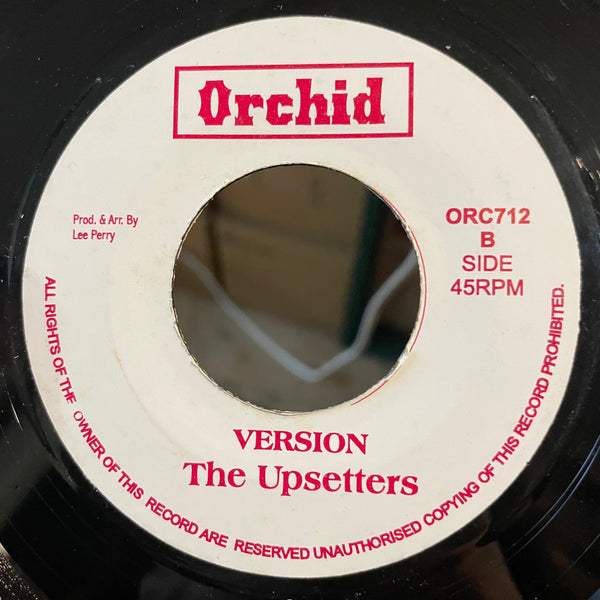 Orchid
Prod. & Arr. By
Lee Perry
ORC712
B
SIDE
45RPM
VERSION
The Upsetters
ALL RIGHTS OF THE OWNER OF THIS RECORD ARE RESERVED UNAUTHORISED COPYING OF THIS RECORD PROHIBITED.